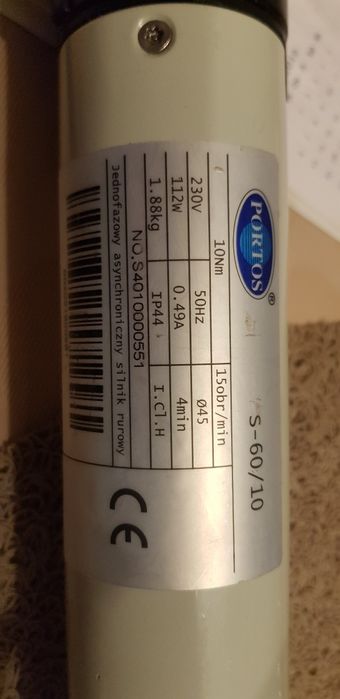 PORTOS ® S-60/10
10Nm 15obr/min
230V 50Hz Ø45
112W 0.49A 4min
1.88kg IP44 I.Cl.H
NO.S4010000551
Jednofazowy asynchroniczny silnik rurowy
CE